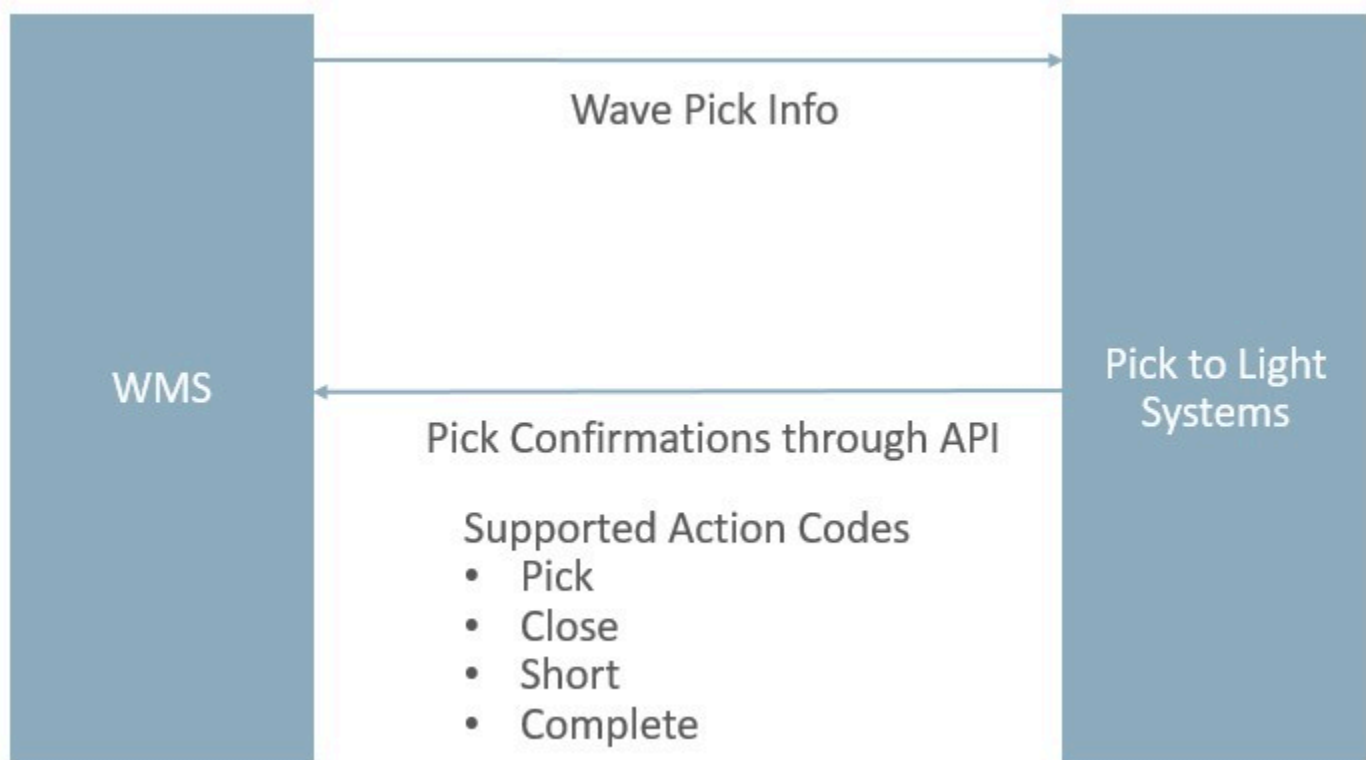 Wave Pick Info
WMS
Pick to Light
Systems
Pick Confirmations through API
Supported Action Codes
• Pick
• Close
• Short
• Complete